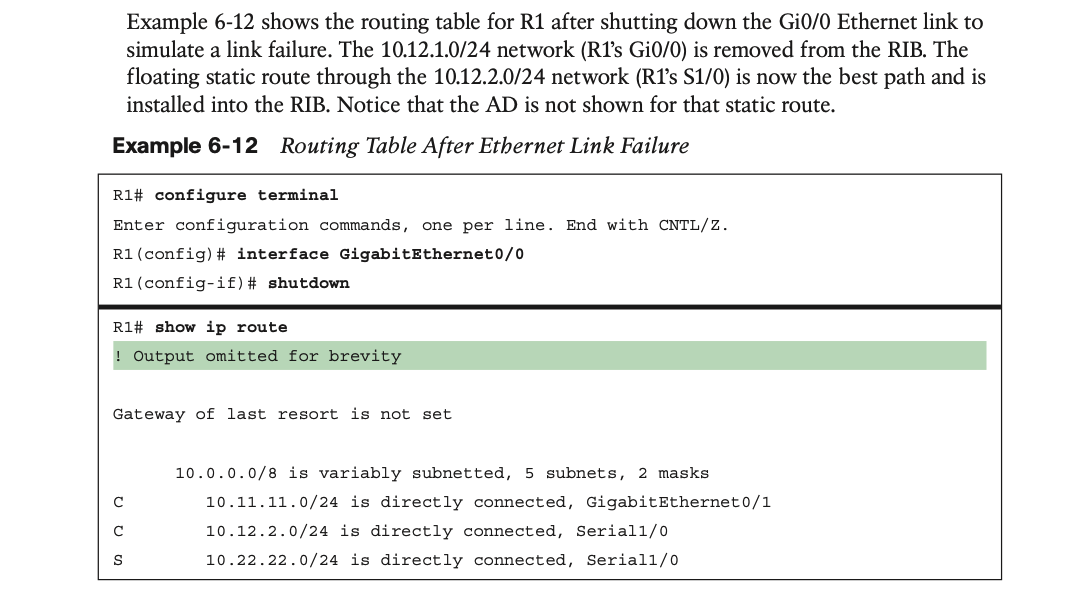 Example 6-12 shows the routing table for R1 after shutting down the Gi0/0 Ethernet link to
simulate a link failure. The 10.12.1.0/24 network (R1’s Gi0/0) is removed from the RIB. The
floating static route through the 10.12.2.0/24 network (R1’s S1/0) is now the best path and is
installed into the RIB. Notice that the AD is not shown for that static route.
Example 6-12 Routing Table After Ethernet Link Failure
R1# configure terminal
Enter configuration commands, one per line. End with CNTL/Z.
R1(config)# interface GigabitEthernet0/0
R1(config-if)# shutdown
R1# show ip route
! Output omitted for brevity
Gateway of last resort is not set
10.0.0.0/8 is variably subnetted, 5 subnets, 2 masks
C 10.11.11.0/24 is directly connected, GigabitEthernet0/1
C 10.12.2.0/24 is directly connected, Serial1/0
S 10.22.22.0/24 is directly connected, Serial1/0